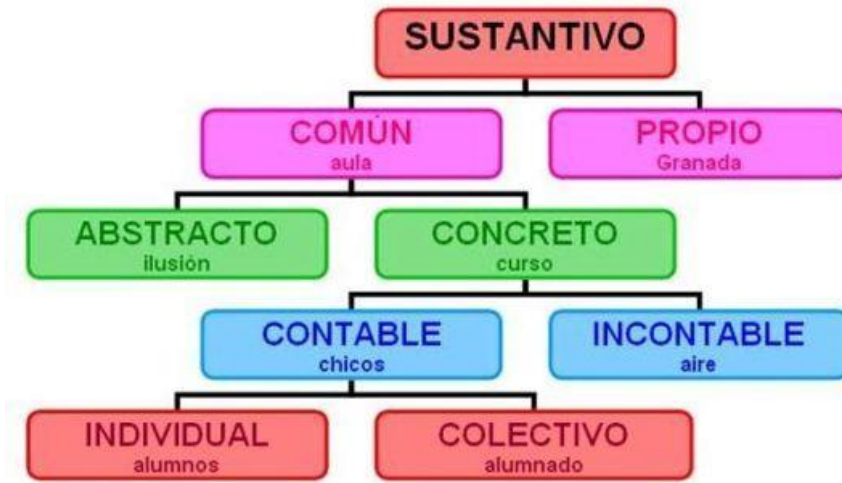 SUSTANTIVO
COMÚN
aula
PROPIO
Granada
ABSTRACTO
ilusión
CONCRETO
curso
CONTABLE
chicos
INCONTABLE
aire
INDIVIDUAL
alumnos
COLECTIVO
alumnado